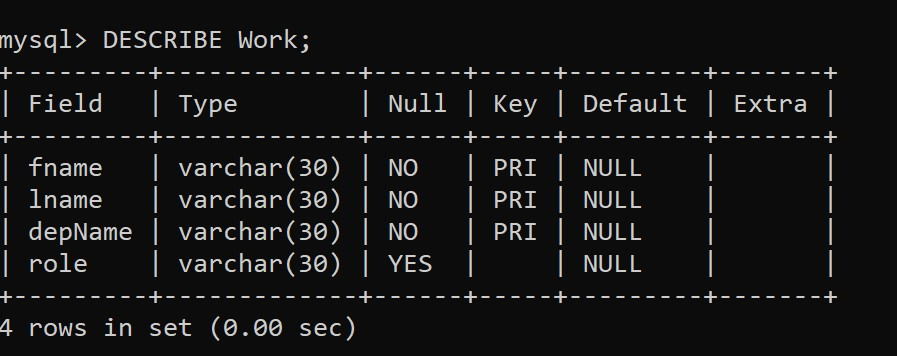 mysql> DESCRIBE Work;
+---------+-------------+------+-----+---------+-------+
| Field   | Type        | Null | Key | Default | Extra |
+---------+-------------+------+-----+---------+-------+
| fname   | varchar(30) | NO   | PRI | NULL    |       |
| lname   | varchar(30) | NO   | PRI | NULL    |       |
| depName | varchar(30) | NO   | PRI | NULL    |       |
| role    | varchar(30) | YES  |     | NULL    |       |
+---------+-------------+------+-----+---------+-------+
4 rows in set (0.00 sec)